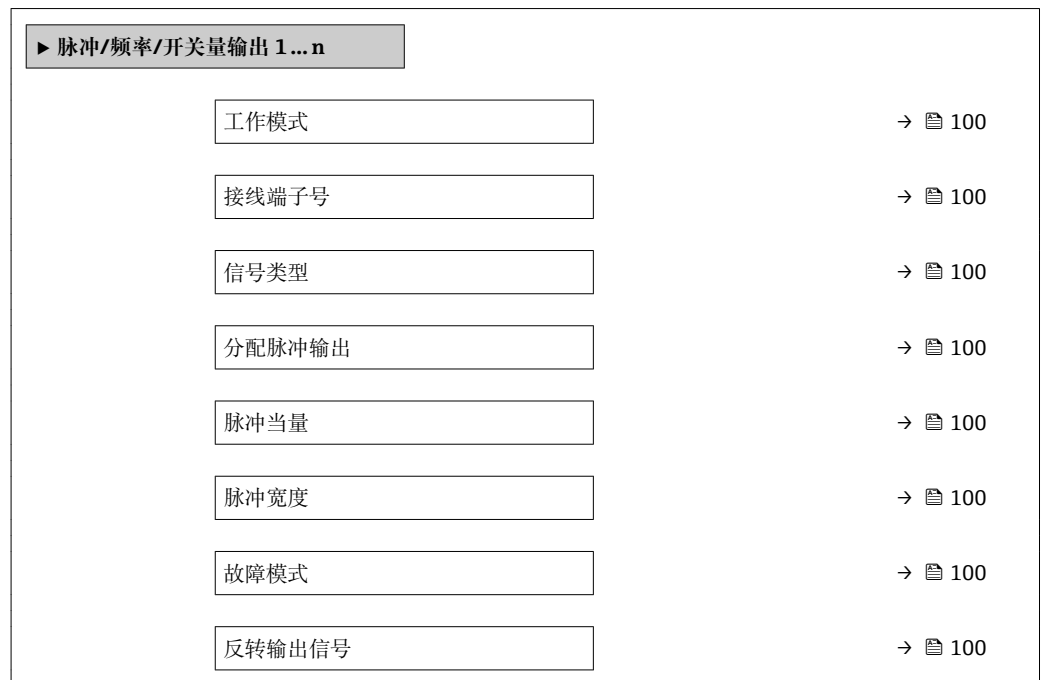 ▶ 脉冲/频率/开关量输出 1…n
工作模式 → 100
接线端子号 → 100
信号类型 → 100
分配脉冲输出 → 100
脉冲当量 → 100
脉冲宽度 → 100
故障模式 → 100
反转输出信号 → 100